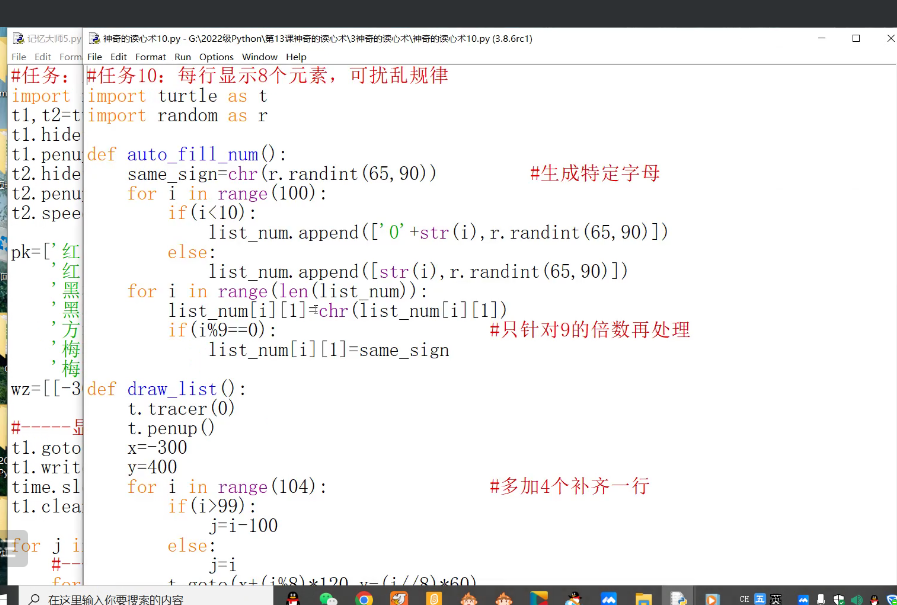 记忆大师5.py
File Edit Form
#任务:
import
t1,t2=t
t1.hide
t1.penu
t2.hide
t2.penu
t2.spee
pk=['红
'红
'黑
'黑
'方
'梅
'梅
wz=[[-3
#-----显
t1.goto
t1.writ
time.sl
t1.clea
for j i
#--
for
神奇的读心术10.py - G:\2022级Python\第13课神奇的读心术\3神奇的读心术\神奇的读心术10.py (3.8.6rc1)
File Edit Format Run Options Window Help
#任务10：每行显示8个元素，可扰乱规律
import turtle as t
import random as r
def auto_fill_num():
same_sign=chr(r.randint(65,90)) #生成特定字母
for i in range(100):
if(i<10):
list_num.append(['0'+str(i),r.randint(65,90)])
else:
list_num.append([str(i),r.randint(65,90)])
for i in range(len(list_num)):
list_num[i][1]=chr(list_num[i][1])
if(i%9==0): #只针对9的倍数再处理
list_num[i][1]=same_sign
def draw_list():
t.tracer(0)
t.penup()
x=-300
y=400
for i in range(104): #多加4个补齐一行
if(i>99):
j=i-100
else:
j=i
t.goto(x+(i%8)*120,y-(i//8)*60)
在这里输入你要搜索的内容
CE 五 英